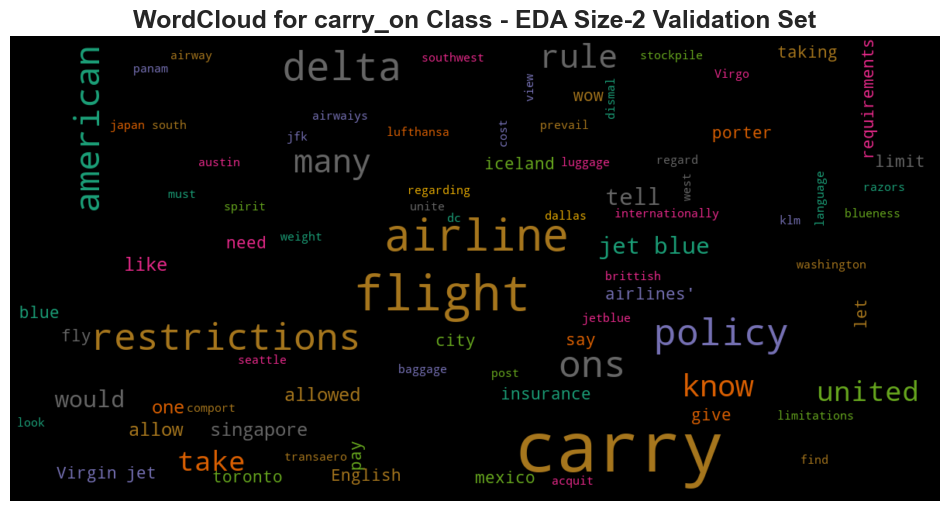 WordCloud for carry_on Class - EDA Size-2 Validation Set
american
airway
panam
delta
southwest
view
rule
wow
dismal
stockpile
Virgo
taking
requirements
japan south
airwaiys
jfk
lufthansa
cost
prevail
porter
limit
austin
many
iceland
luggage
regard
west
language
razors
must
spirit
regarding
unite
dc
dallas
tell
internationally
klm
blueness
need
weight
airline
jet blue
like
washington
flight
brittish
airlines'
let
blue
jetblue
fly
restrictions
city
say
policy
seattle
baggage
post
ons
would
one
comport
allowed
insurance
know
give
united
limitations
look
allow
singapore
carry
take
transaero
pay
find
Virgin jet
toronto
English
mexico
acquit